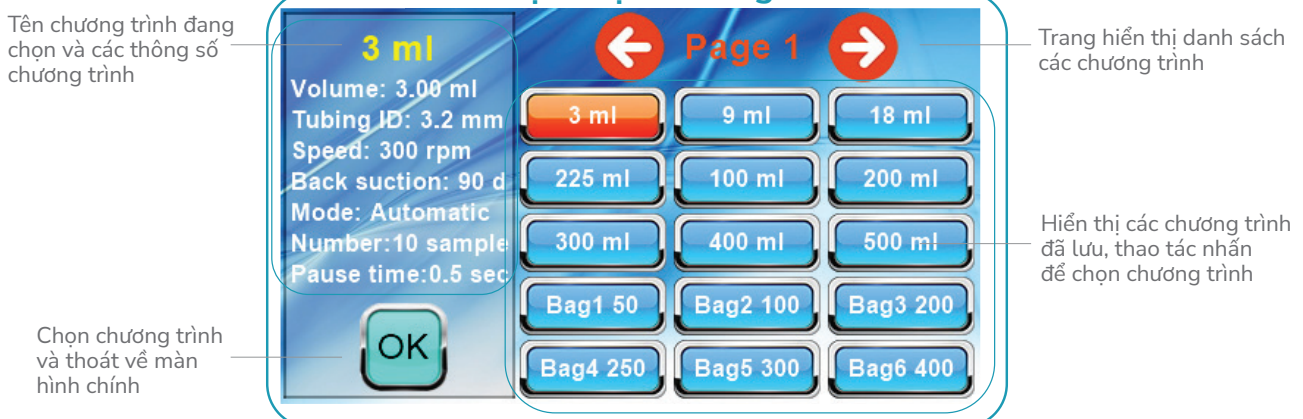 Tên chương trình đang
chọn và các thông số
chương trình
3 ml
Volume: 3.00 ml
Tubing ID: 3.2 mm
Speed: 300 rpm
Back suction: 90 d
Mode: Automatic
Number:10 sample
Pause time:0.5 sec
OK
Chọn chương trình
và thoát về màn
hình chính
Page 1
3 ml 9 ml 18 ml
225 ml 100 ml 200 ml
300 ml 400 ml 500 ml
Bag1 50 Bag2 100 Bag3 200
Bag4 250 Bag5 300 Bag6 400
Trang hiển thị danh sách
các chương trình
Hiển thị các chương trình
đã lưu, thao tác nhấn
để chọn chương trình